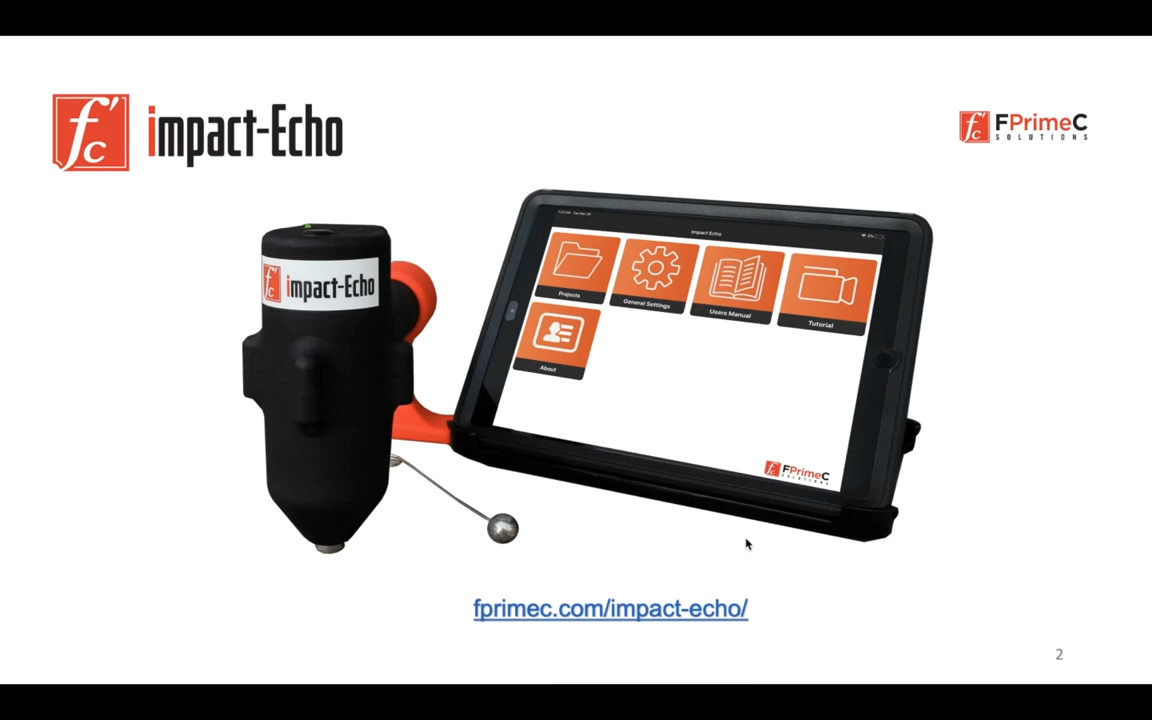 f'c impact-Echo
f'c FPrimeC
SOLUTIONS
f'c impact-Echo
Impact Echo
Projects
General Settings
Users Manual
Tutorial
About
FPrimeC
SOLUTIONS
fprimec.com/impact-echo/
2